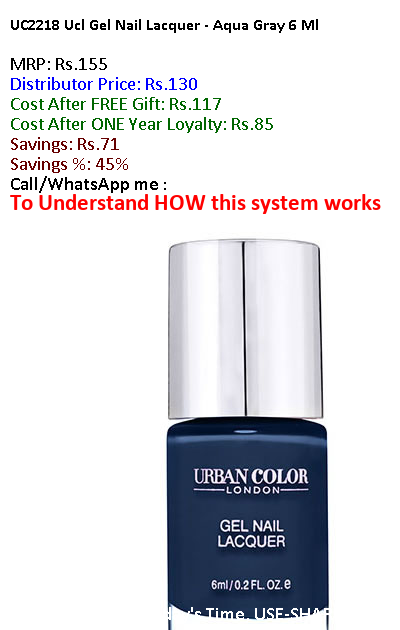 UC2218 Ucl Gel Nail Lacquer - Aqua Gray 6 Ml
MRP: Rs.155
Distributor Price: Rs.130
Cost After FREE Gift: Rs.117
Cost After ONE Year Loyalty: Rs.85
Savings: Rs.71
Savings %: 45%
Call/WhatsApp me :
To Understand HOW this system works
URBAN COLOR
LONDON
GEL NAIL
LACQUER
6ml/0.2 FL. OZ. e
Time. USE-SHAR